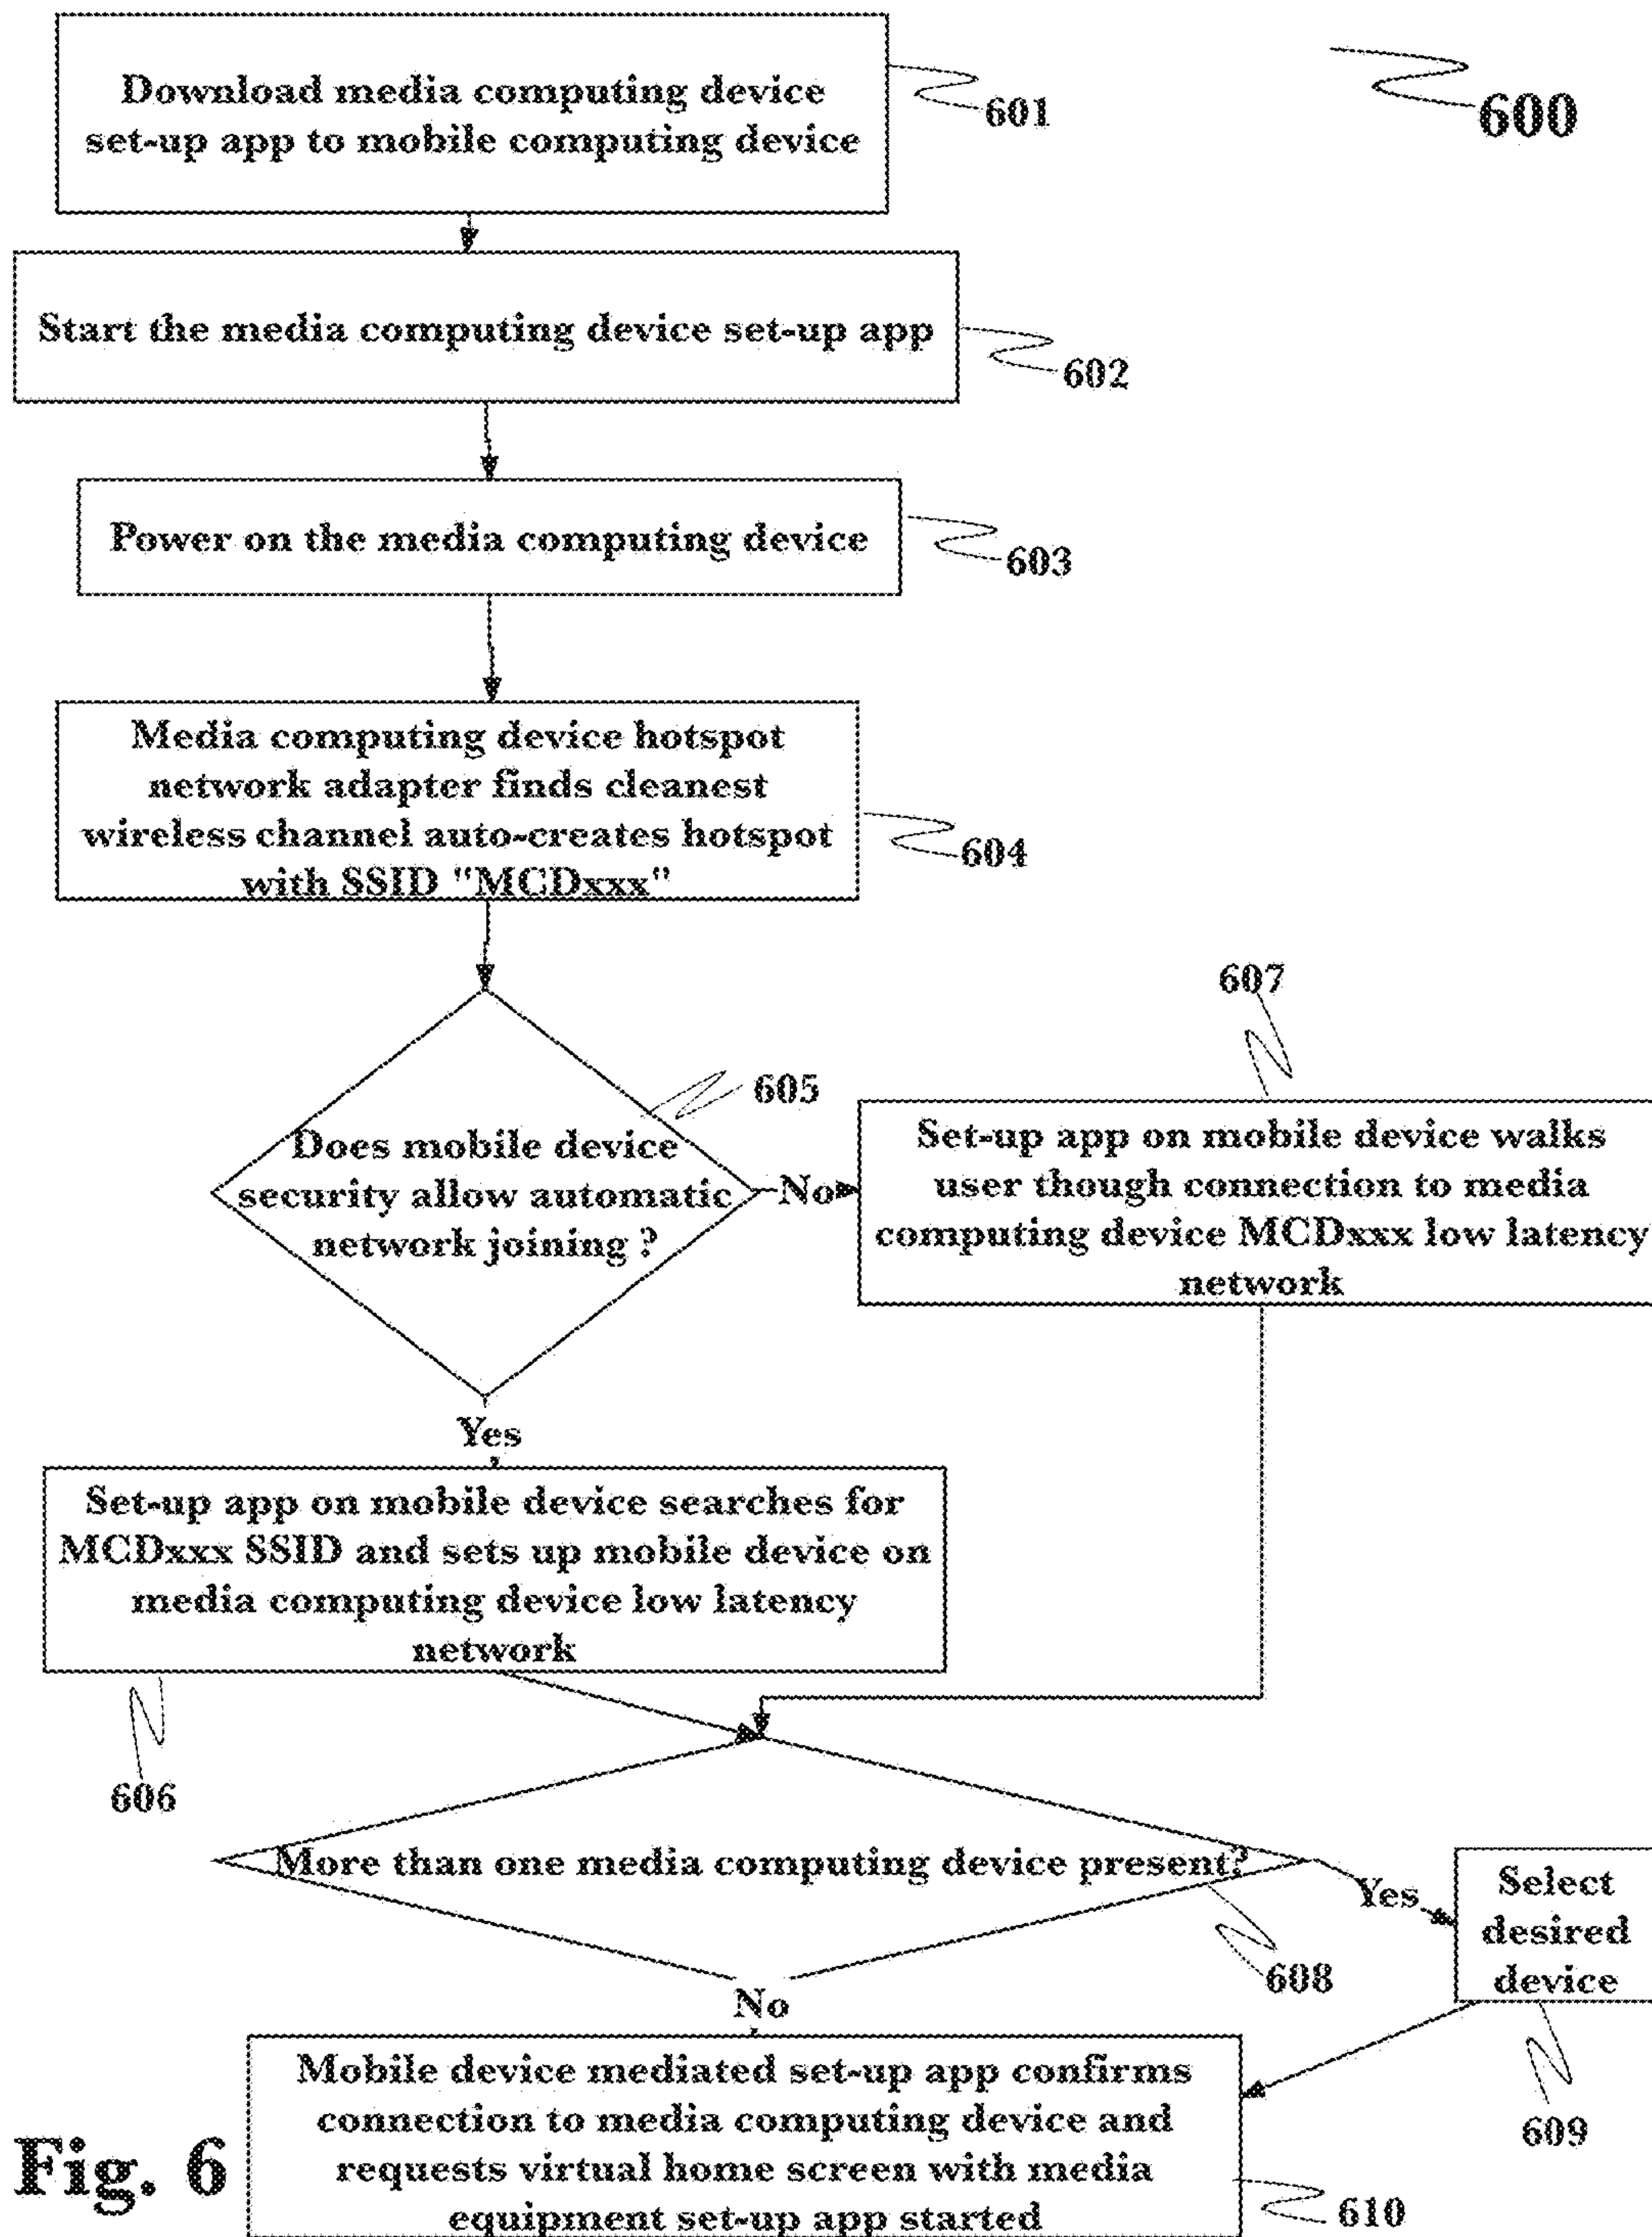 Download media computing device
set-up app to mobile computing device
601
600
Start the media computing device set-up app
602
Power on the media computing device
603
Media computing device hotspot
network adapter finds cleanest
wireless channel auto-creates hotspot
with SSID "MCDxxx"
604
607
605
Does mobile device
security allow automatic
network joining ?
No
Set-up app on mobile device walks
user though connection to media
computing device MCDxxx low latency
network
Yes
Set-up app on mobile device searches for
MCDxxx SSID and sets up mobile device on
media computing device low latency
network
606
More than one media computing device present?
Yes
608
Select
desired
device
609
No
Mobile device mediated set-up app confirms
connection to media computing device and
requests virtual home screen with media
equipment set-up app started
610
Fig. 6